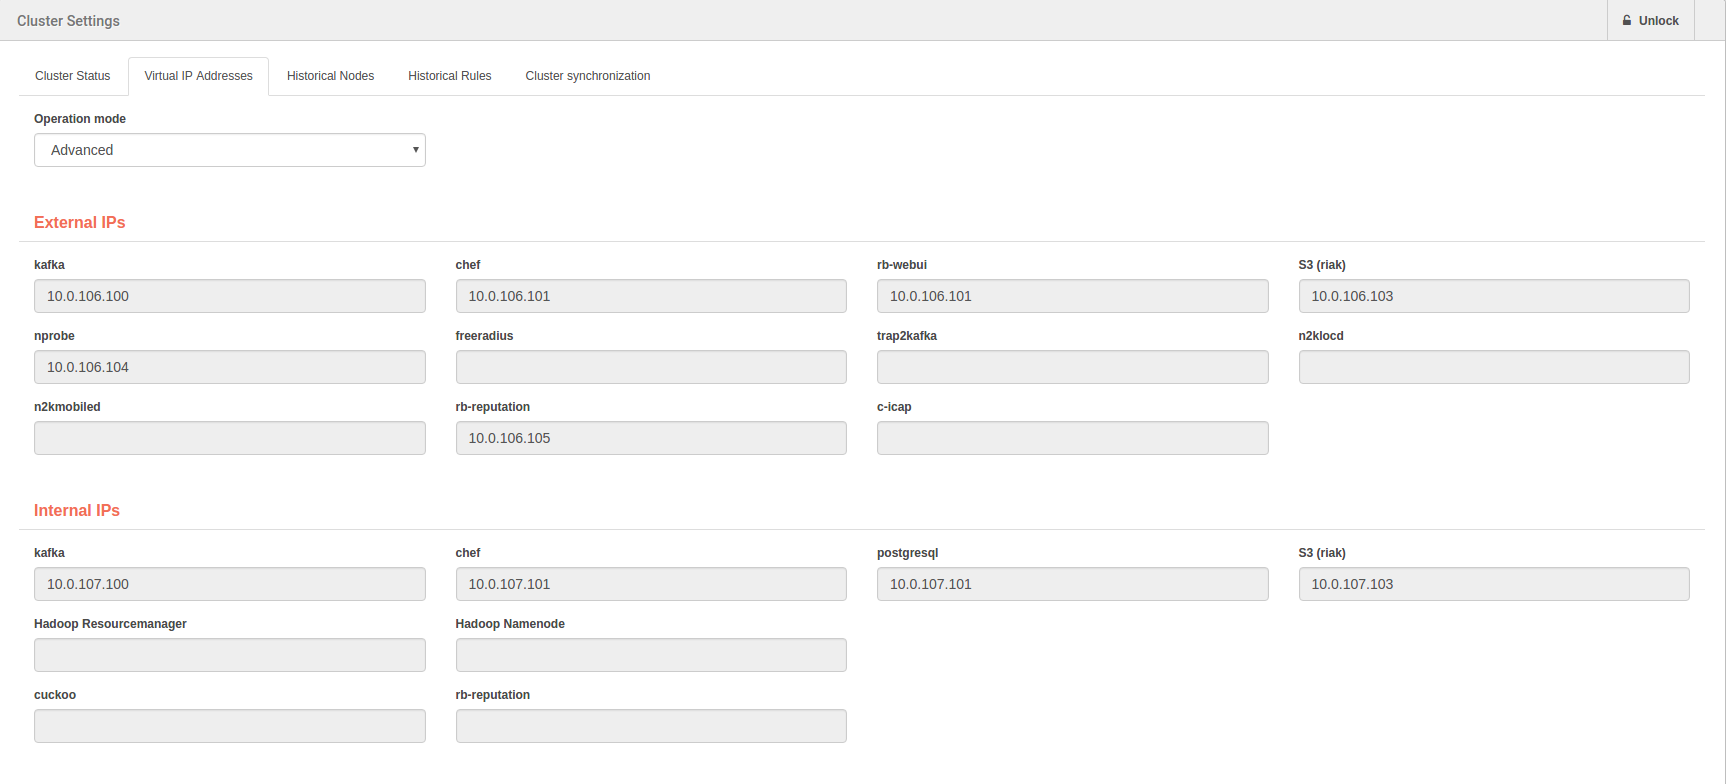 Cluster Settings
Unlock
Cluster Status Virtual IP Addresses Historical Nodes Historical Rules Cluster synchronization
Operation mode
Advanced
External IPs
kafka chef rb-webui S3 (riak)
10.0.106.100 10.0.106.101 10.0.106.101 10.0.106.103
nprobe freeradius trap2kafka n2klocd
10.0.106.104
n2kmobiled rb-reputation c-icap
10.0.106.105
Internal IPs
kafka chef postgresql S3 (riak)
10.0.107.100 10.0.107.101 10.0.107.101 10.0.107.103
Hadoop Resourcemanager Hadoop Namenode
cuckoo rb-reputation